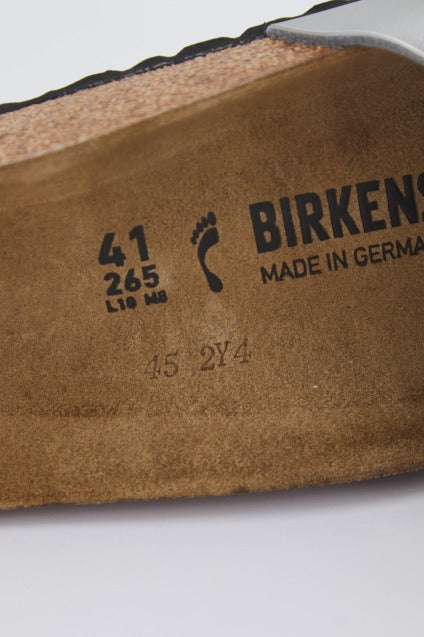 41
265
L10 M8
BIRKENS
MADE IN GERMA
45 2Y4